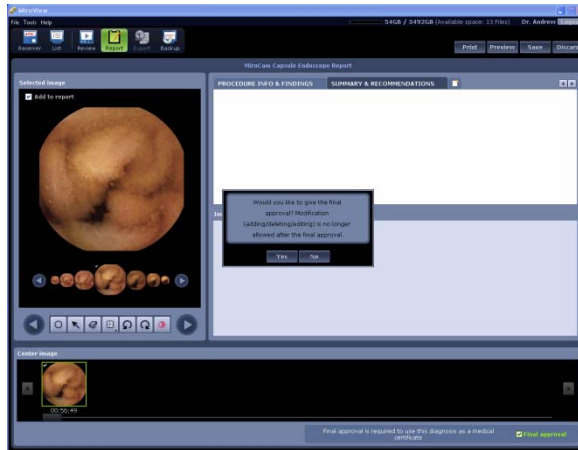 MiroView
File Tools Help
54GB / 3492GB (Available space: 13 Files) Dr. Andrew
Receiver List Review Report Export Backup
Print Preview Save Discard
MiroCam Capsule Endoscope Report
Selected image
PROCEDURE INFO & FINDINGS SUMMARY & RECOMMENDATIONS
Add to report
Would you like to give the final
approval? Modification
(adding/deleting/editing) is no longer
allowed after the final approval.
Yes No
Center image
00:56:49
Final approval is required to use this diagnosis as a medical
certificate
Final approval